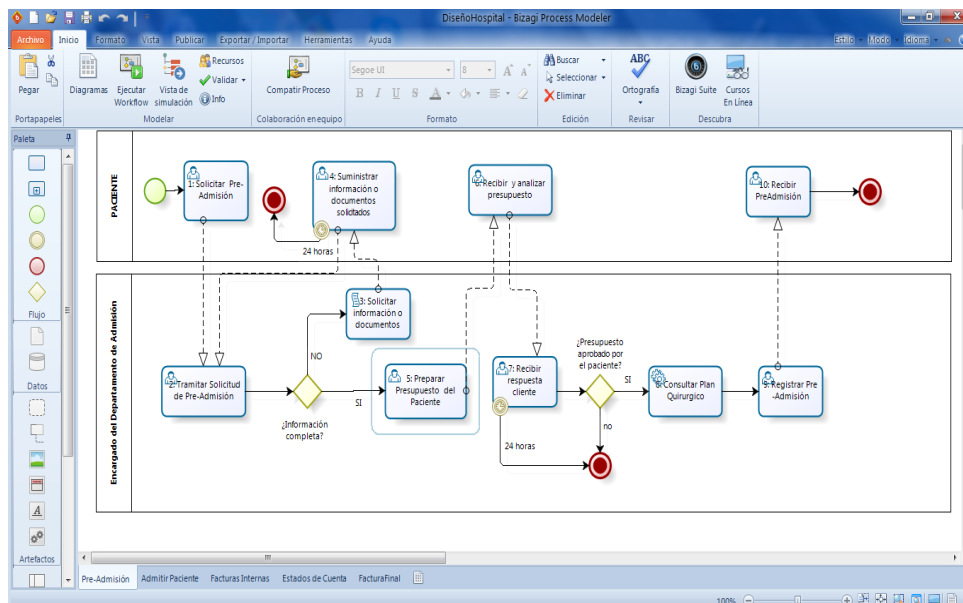 DiseñoHospital - Bizagi Process Modeler
Archivo Inicio Formato Vista Publicar Exportar / Importar Herramientas Ayuda Estilo Modo Idioma
Pegar
Portapapeles
Diagramas
Ejecutar
Workflow
Vista de
simulación
Recursos
Validar
Info
Modelar
Compatir Proceso
Colaboración en equipo
Segoe UI 8 A A
B I U S A
Formato
Buscar
Seleccionar
Eliminar
Edición
ABC
Ortografía
Revisar
Bizagi Suite
Cursos
En Línea
Descubra
Paleta
Flujo
Datos
Artefactos
PACIENTE
1: Solicitar Pre-
Admisión
4: Suministrar
información o
documentos
solicitados
24 horas
6: Recibir y analizar
presupuesto
10: Recibir
PreAdmisión
Encargado del Departamento de Admisión
2: Tramitar Solicitud
de Pre-Admisión
¿Información
completa?
NO
SI
3: Solicitar
información o
documentos
5: Preparar
Presupuesto del
Paciente
7: Recibir
respuesta
cliente
24 horas
¿Presupuesto
aprobado por
el paciente?
SI
no
8: Consultar Plan
Quirurgico
9: Registrar Pre
-Admisión
Pre-Admisión Admitir Paciente Facturas Internas Estados de Cuenta FacturaFinal
100%